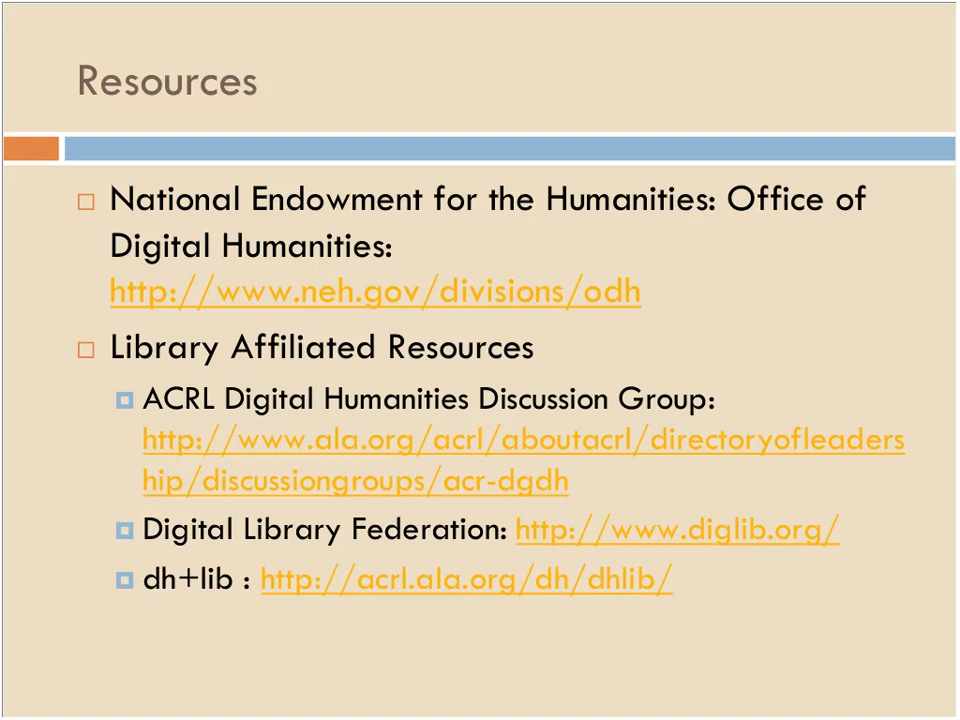 Resources
National Endowment for the Humanities: Office of
Digital Humanities:
http://www.neh.gov/divisions/odh
Library Affiliated Resources
ACRL Digital Humanities Discussion Group:
http://www.ala.org/acrl/aboutacrl/directoryofleaders
hip/discussiongroups/acr-dgdh
Digital Library Federation: http://www.diglib.org/
dh+lib : http://acrl.ala.org/dh/dhlib/